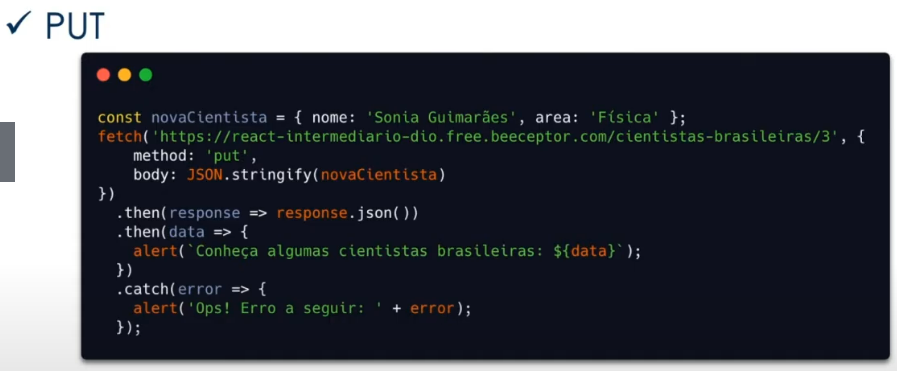 ✓ PUT
const novaCientista = { nome: 'Sonia Guimarães', area: 'Física' };
fetch('https://react-intermediario-dio.free.beeceptor.com/cientistas-brasileiras/3', {
    method: 'put',
    body: JSON.stringify(novaCientista)
})
  .then(response => response.json())
  .then(data => {
    alert(`Conheça algumas cientistas brasileiras: ${data}`);
  })
  .catch(error => {
    alert('Ops! Erro a seguir: ' + error);
  });